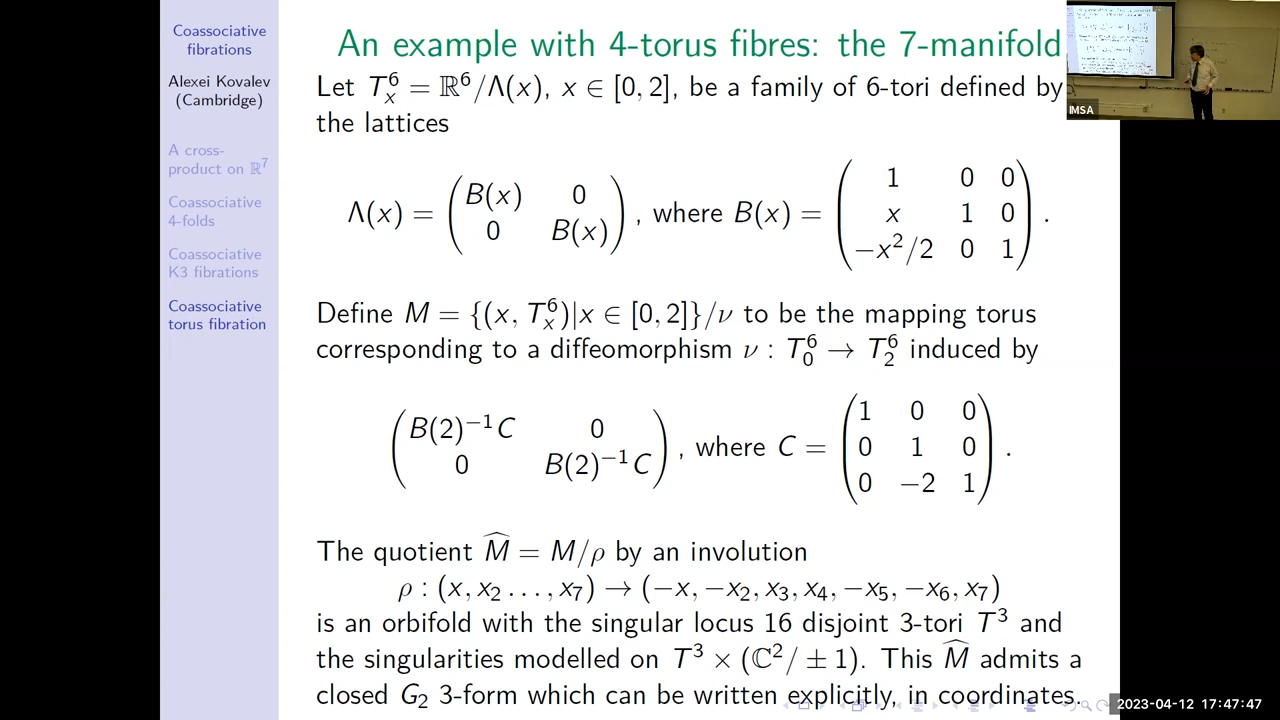 Coassociative
fibrations
Alexei Kovalev
(Cambridge)
A cross-
product on ℝ⁷
Coassociative
4-folds
Coassociative
K3 fibrations
Coassociative
torus fibration
An example with 4-torus fibres: the 7-manifold
Let T⁶ₓ = ℝ⁶/Λ(x), x ∈ [0, 2], be a family of 6-tori defined by
the lattices
Λ(x) = ( B(x) 0 ; 0 B(x) ), where B(x) = ( 1 0 0 ; x 1 0 ; −x²/2 0 1 ).
Define M = {(x, T⁶ₓ)|x ∈ [0, 2]}/ν to be the mapping torus
corresponding to a diffeomorphism ν : T⁶₀ → T⁶₂ induced by
( B(2)⁻¹C 0 ; 0 B(2)⁻¹C ), where C = ( 1 0 0 ; 0 1 0 ; 0 −2 1 ).
The quotient M̂ = M/ρ by an involution
ρ : (x, x₂ . . . , x₇) → (−x, −x₂, x₃, x₄, −x₅, −x₆, x₇)
is an orbifold with the singular locus 16 disjoint 3-tori T³ and
the singularities modelled on T³ × (ℂ²/ ± 1). This M̂ admits a
closed G₂ 3-form which can be written explicitly, in coordinates.
IMSA
2023-04-12 17:47:47